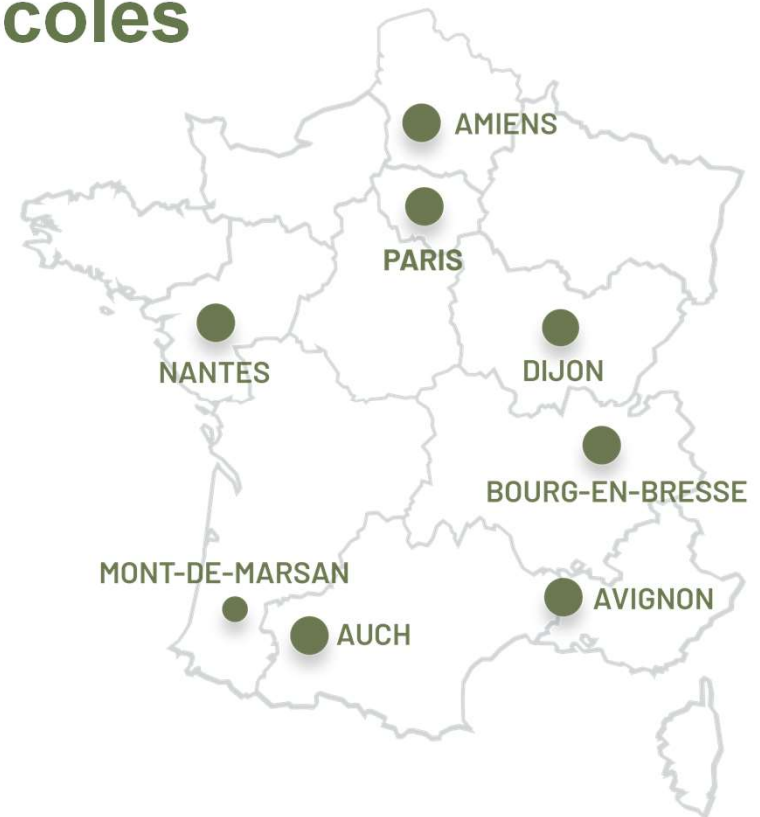 coles
AMIENS
PARIS
NANTES
DIJON
BOURG-EN-BRESSE
MONT-DE-MARSAN
AVIGNON
AUCH